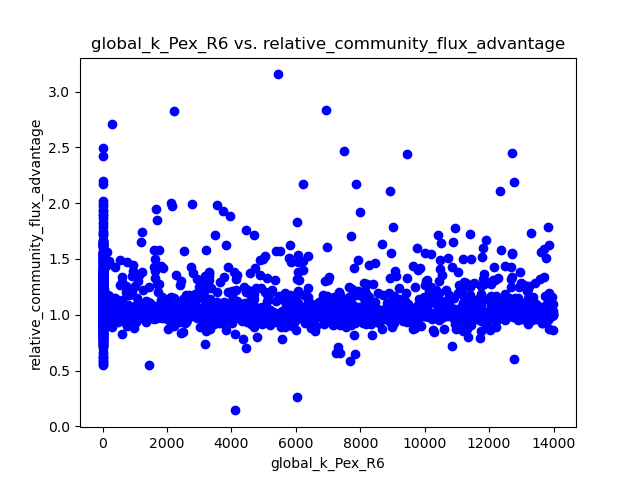 global_k_Pex_R6 vs. relative_community_flux_advantage
3.0
2.5
2.0
1.5
1.0
0.5
0.0
relative_community_flux_advantage
0 2000 4000 6000 8000 10000 12000 14000
global_k_Pex_R6